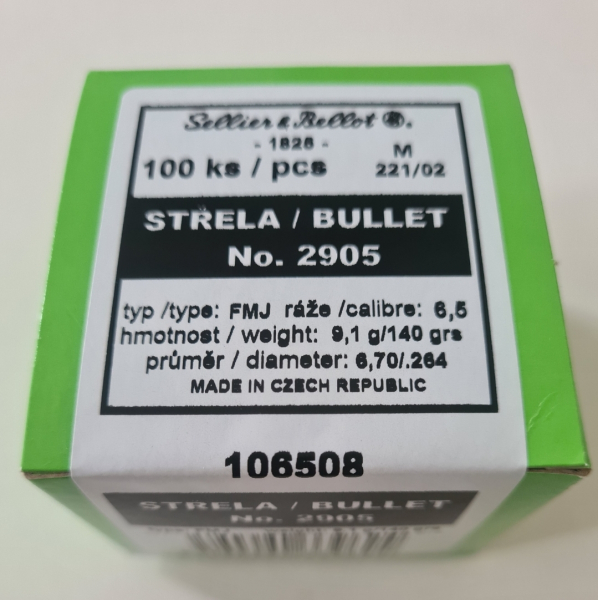 Sellier & Bellot ®.
- 1825 -
100 ks / pcs
M
221/02
STŘELA / BULLET
No. 2905
typ /type: FMJ ráže /calibre: 6,5
hmotnost / weight: 9,1 g/140 grs
průměr / diameter: 6,70/.264
MADE IN CZECH REPUBLIC
106508
STŘELA / BULLET
No. 2905